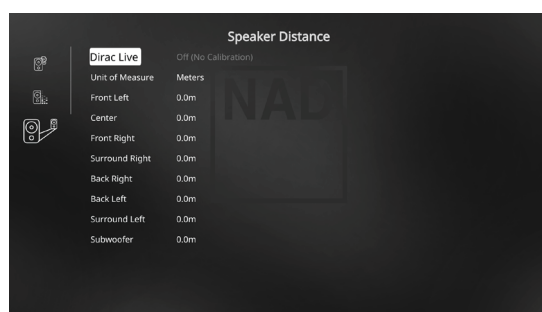 Speaker Distance
Dirac Live Off (No Calibration)
Unit of Measure Meters
Front Left 0.0m
Center 0.0m
Front Right 0.0m
Surround Right 0.0m
Back Right 0.0m
Back Left 0.0m
Surround Left 0.0m
Subwoofer 0.0m
NAD